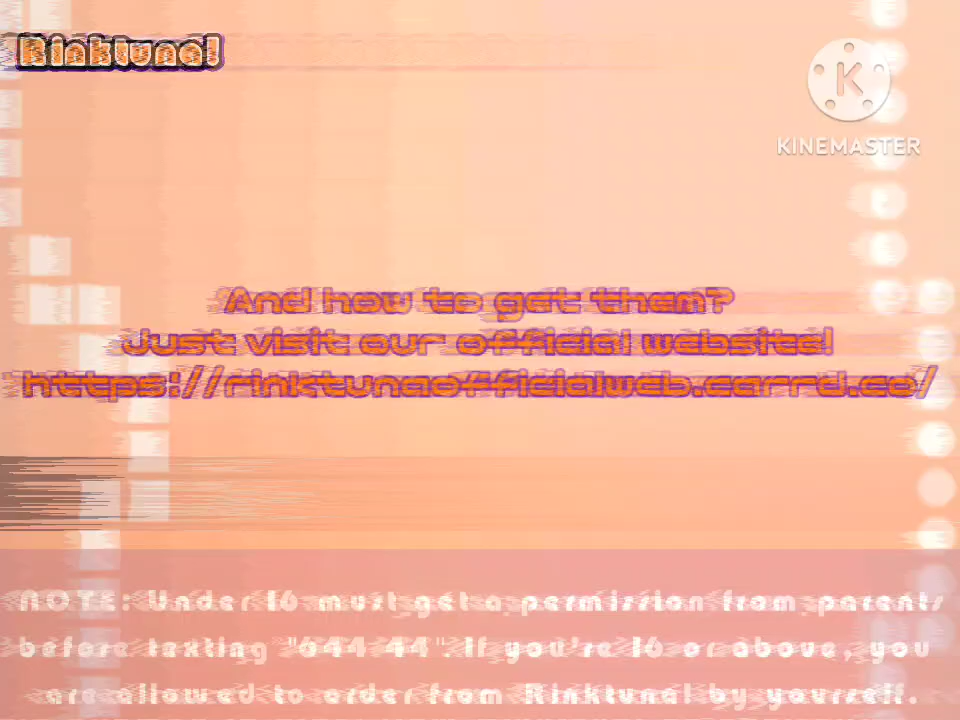 Rinktuna!
KINEMASTER
And how to get them?
Just visit our official website!
https://rinktunaofficialweb.carrd.co/
NOTE: Under 16 must get a permission from parents
before texting "644-44". If you're 16 or above, you
are allowed to order from Rinktuna! by yourself.